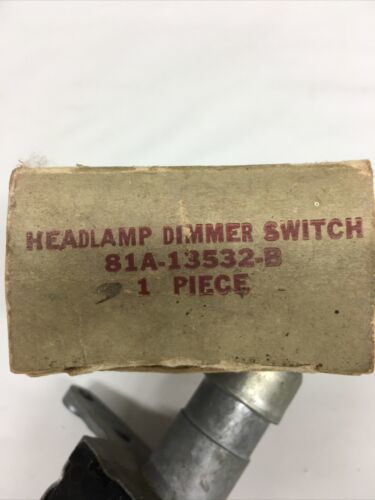 HEADLAMP DIMMER SWITCH
81A-13532-B
1 PIECE